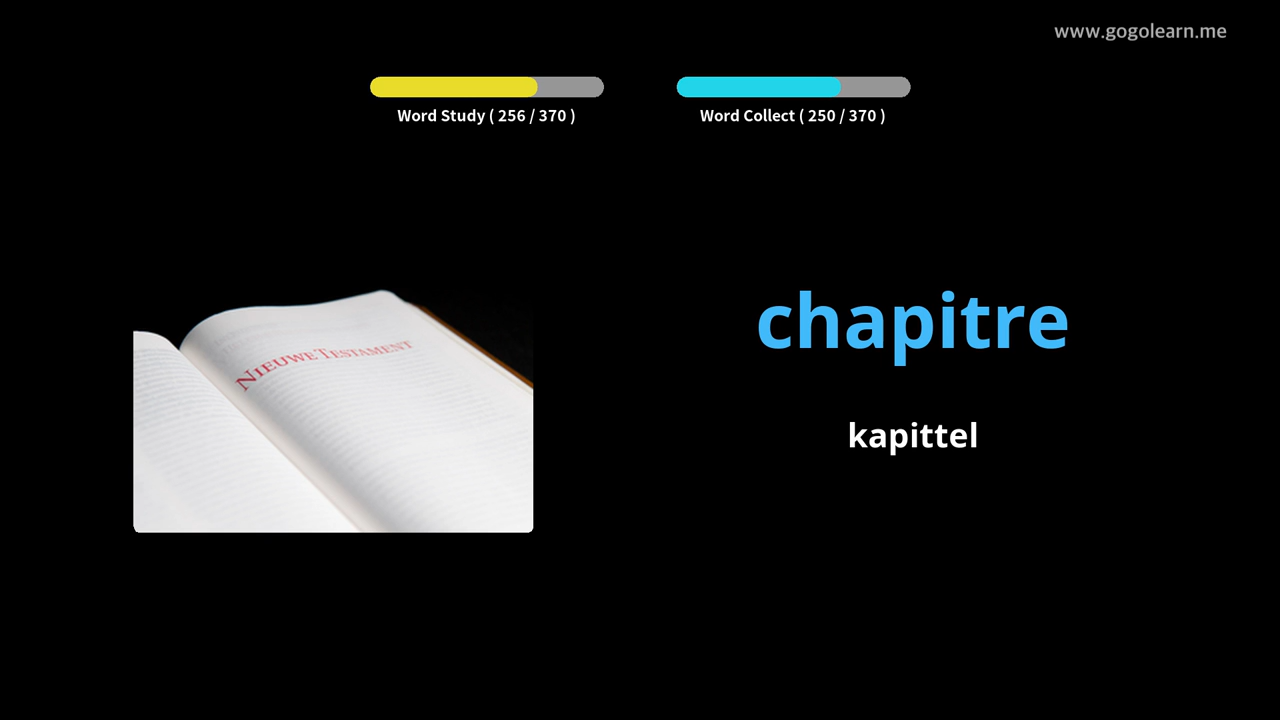 www.gogolearn.me
Word Study ( 256 / 370 )
Word Collect ( 250 / 370 )
NIEUWE TESTAMENT
chapitre
kapittel